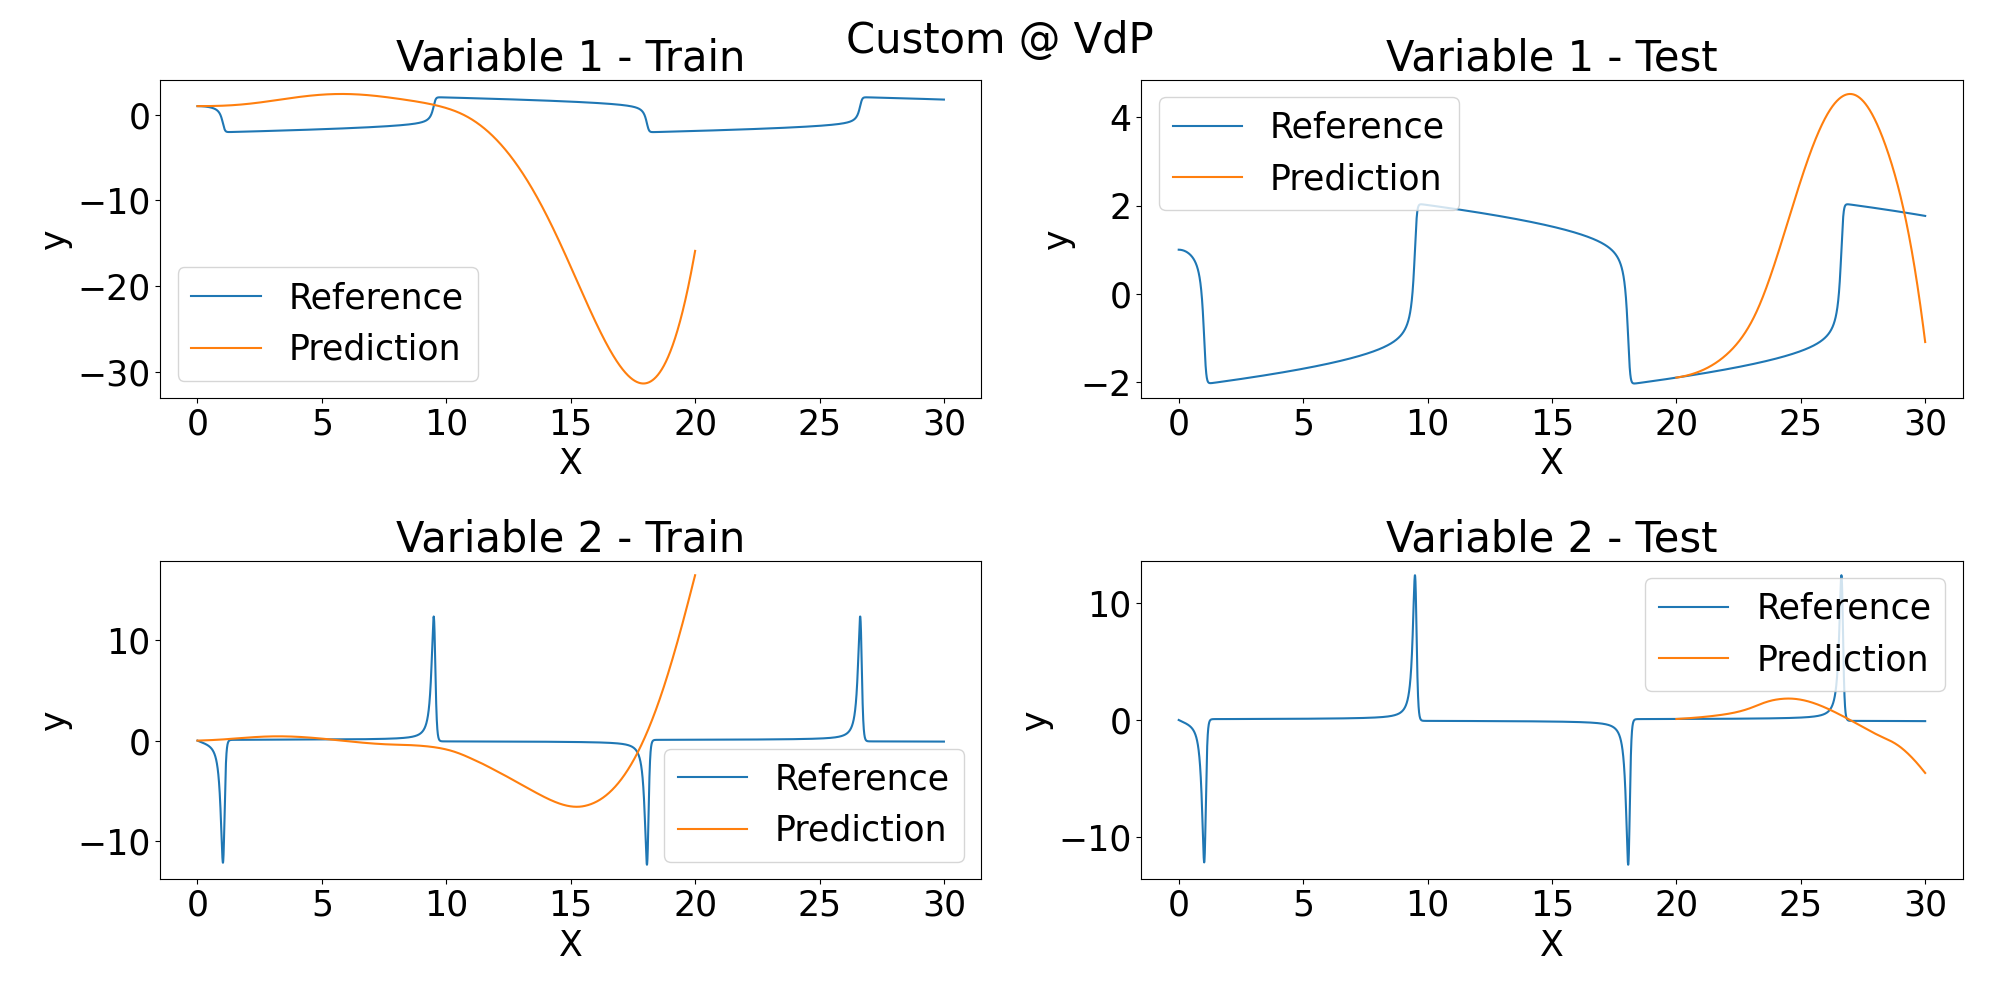 Custom @ VdP
Variable 1 - Train
0
−10
−20
−30
y
Reference
Prediction
0 5 10 15 20 25 30
X
Variable 1 - Test
4
2
0
−2
y
Reference
Prediction
0 5 10 15 20 25 30
X
Variable 2 - Train
10
0
−10
y
Reference
Prediction
0 5 10 15 20 25 30
X
Variable 2 - Test
10
0
−10
y
Reference
Prediction
0 5 10 15 20 25 30
X